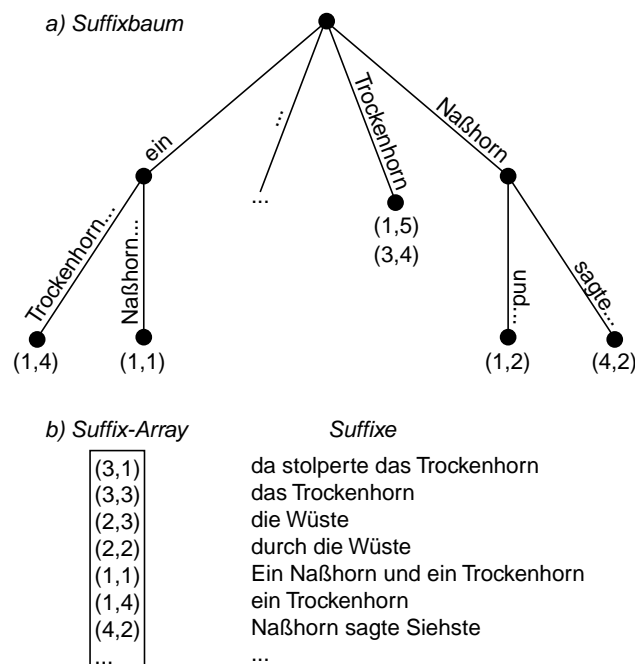 a) Suffixbaum
ein
...
Trockenhorn
Naßhorn
Trockenhorn...
Naßhorn...
...
(1,5)
(3,4)
und...
sagte...
(1,4)
(1,1)
(1,2)
(4,2)
b) Suffix-Array Suffixe
(3,1) da stolperte das Trockenhorn
(3,3) das Trockenhorn
(2,3) die Wüste
(2,2) durch die Wüste
(1,1) Ein Naßhorn und ein Trockenhorn
(1,4) ein Trockenhorn
(4,2) Naßhorn sagte Siehste
... ...